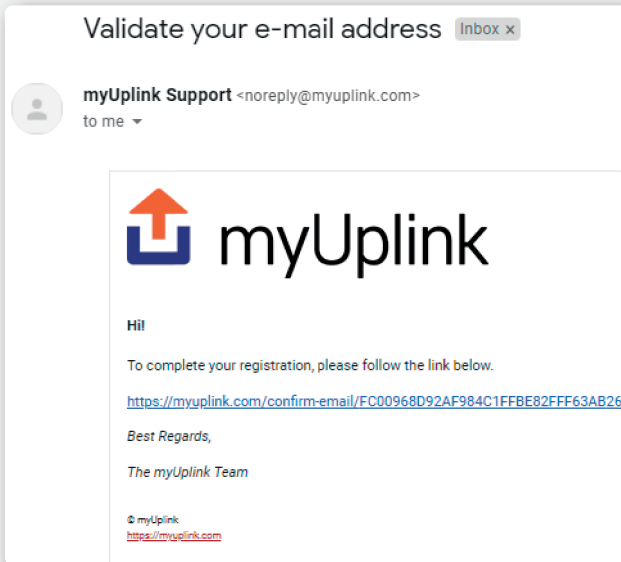 Validate your e-mail address Inbox x
myUplink Support <noreply@myuplink.com>
to me
myUplink
Hi!
To complete your registration, please follow the link below.
https://myuplink.com/confirm-email/FC00968D92AF984C1FFBE82FFF63AB26
Best Regards,
The myUplink Team
© myUplink
https://myuplink.com